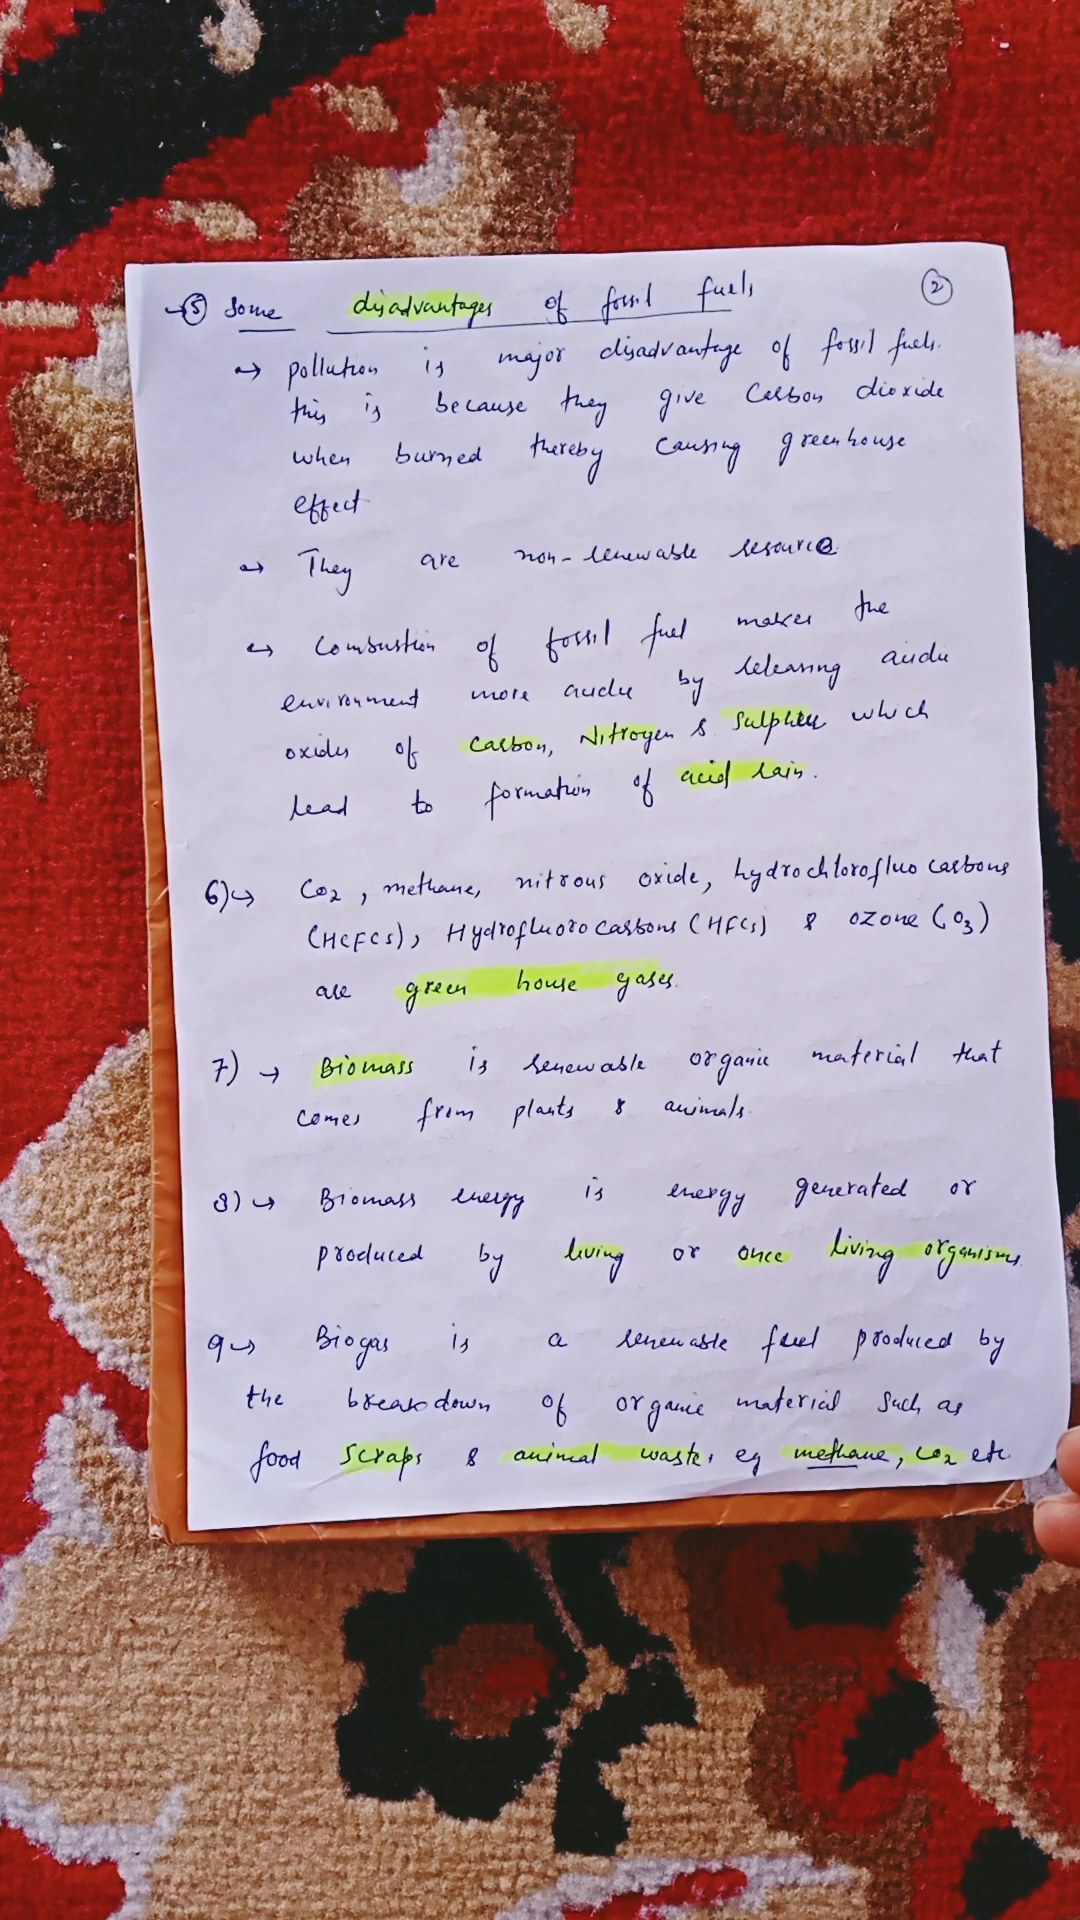 →⑤ Some disadvantages of fossil fuels ②
→ pollution is major disadvantage of fossil fuels.
this is because they give Carbon dioxide
when burned thereby causing greenhouse
effect
→ They are non-renewable resource
→ Combustion of fossil fuel makes the
environment more acidic by releasing acidic
oxides of Carbon, Nitrogen & Sulphur which
lead to formation of acid rain.
6)→ CO2, methane, nitrous oxide, hydrochlorofluo carbons
(HCFCs), Hydrofluoro carbons (HFCs) & ozone (O3)
are green house gases.
7) → Biomass is renewable organic material that
comes from plants & animals.
8)→ Biomass energy is energy generated or
produced by living or once living organisms.
9→ Biogas is a renewable fuel produced by
the breakdown of organic material such as
food scraps & animal waste, eg methane, CO2 etc.